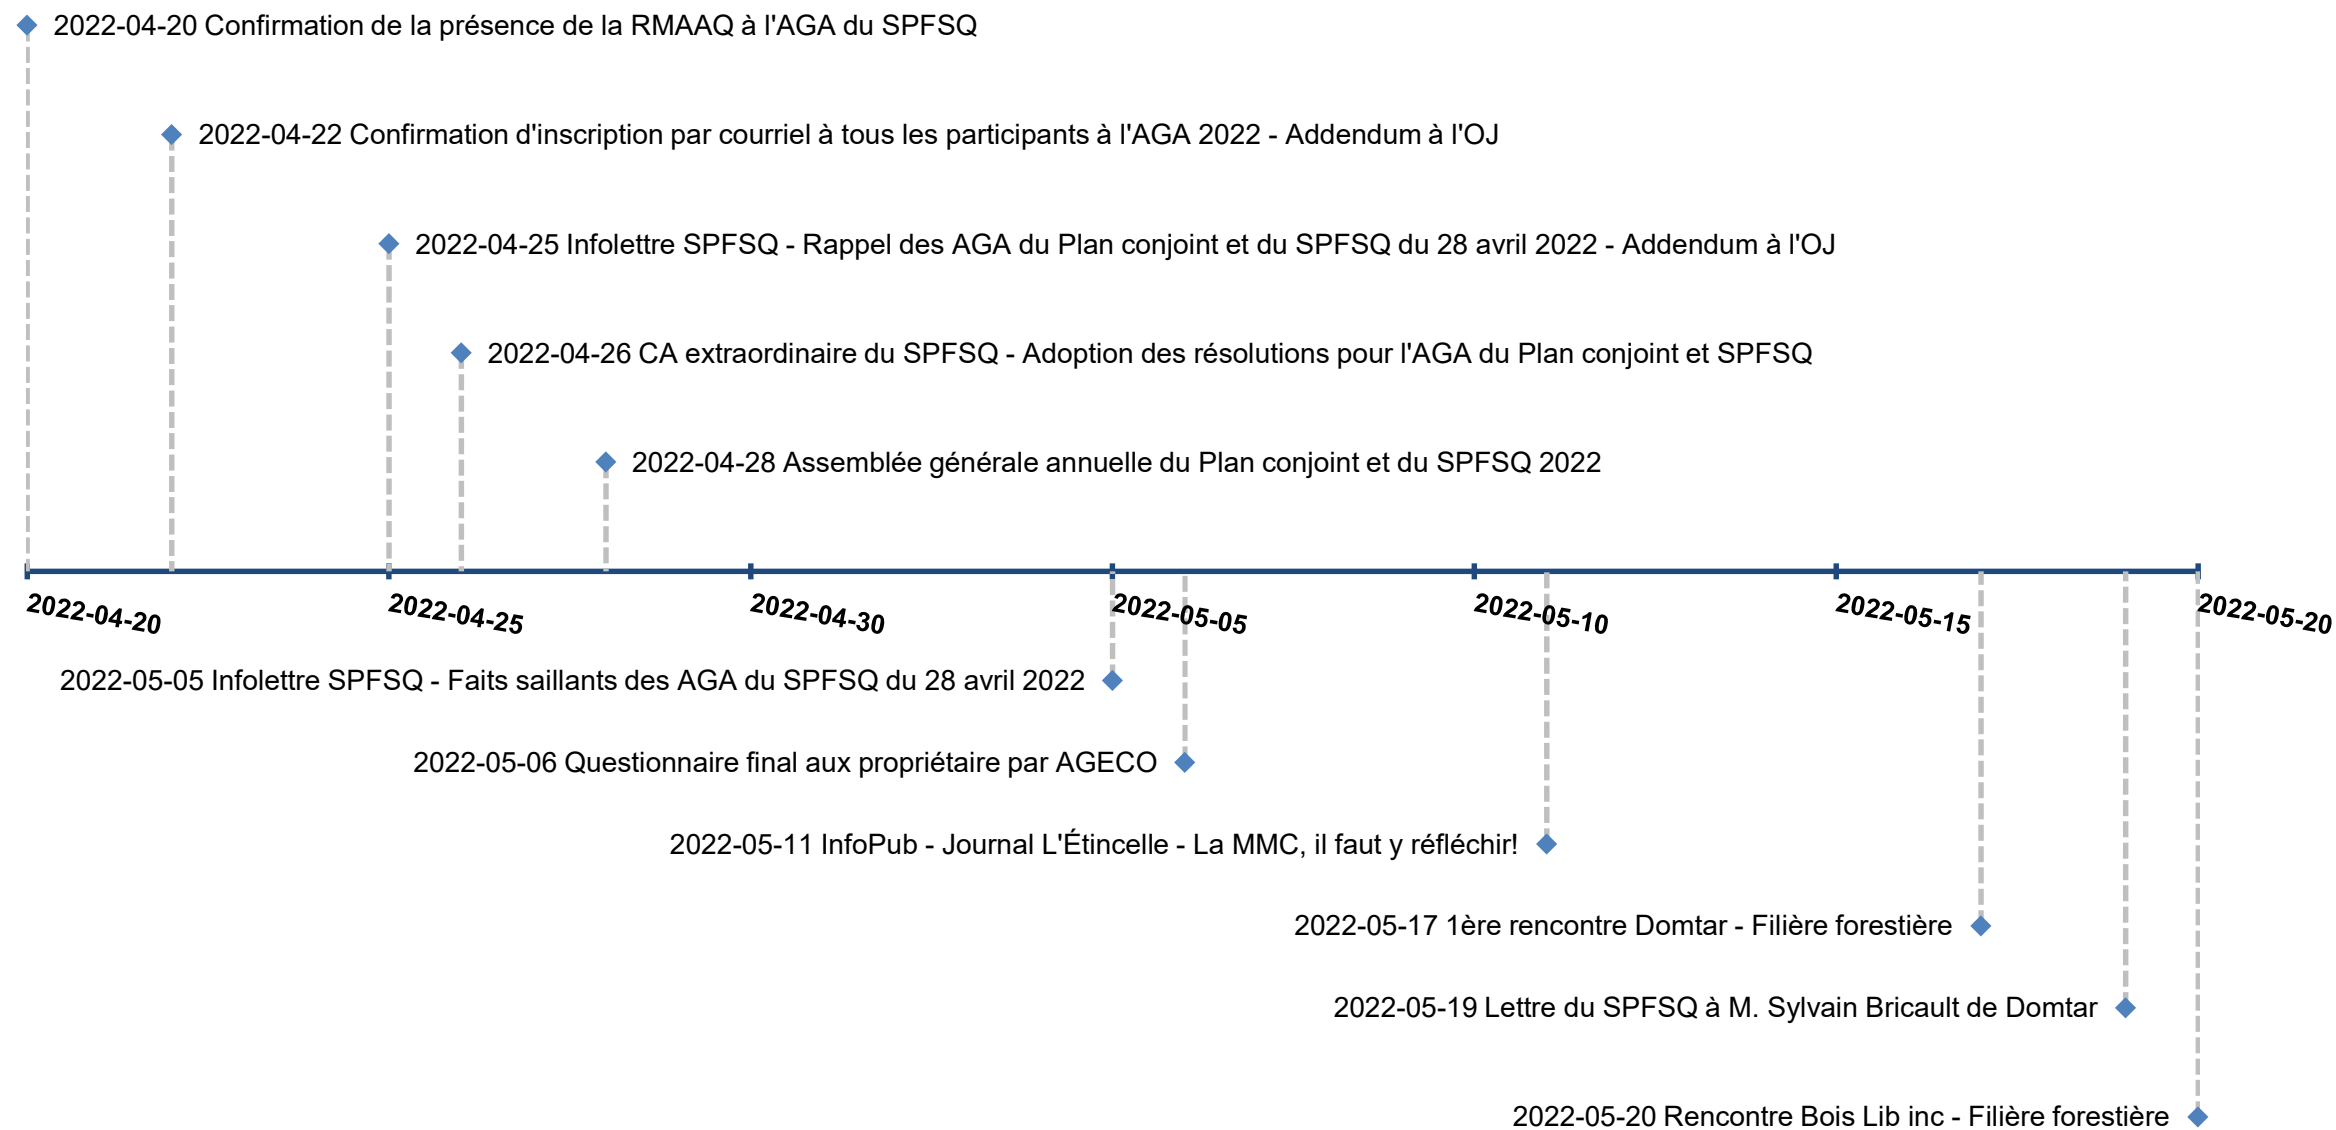 2022-04-20 Confirmation de la présence de la RMAAQ à l'AGA du SPFSQ
2022-04-22 Confirmation d'inscription par courriel à tous les participants à l'AGA 2022 - Addendum à l'OJ
2022-04-25 Infolettre SPFSQ - Rappel des AGA du Plan conjoint et du SPFSQ du 28 avril 2022 - Addendum à l'OJ
2022-04-26 CA extraordinaire du SPFSQ - Adoption des résolutions pour l'AGA du Plan conjoint et SPFSQ
2022-04-28 Assemblée générale annuelle du Plan conjoint et du SPFSQ 2022
2022-04-20
2022-04-25
2022-04-30
2022-05-05
2022-05-10
2022-05-15
2022-05-20
2022-05-05 Infolettre SPFSQ - Faits saillants des AGA du SPFSQ du 28 avril 2022
2022-05-06 Questionnaire final aux propriétaire par AGECO
2022-05-11 InfoPub - Journal L'Étincelle - La MMC, il faut y réfléchir!
2022-05-17 1ère rencontre Domtar - Filière forestière
2022-05-19 Lettre du SPFSQ à M. Sylvain Bricault de Domtar
2022-05-20 Rencontre Bois Lib inc - Filière forestière